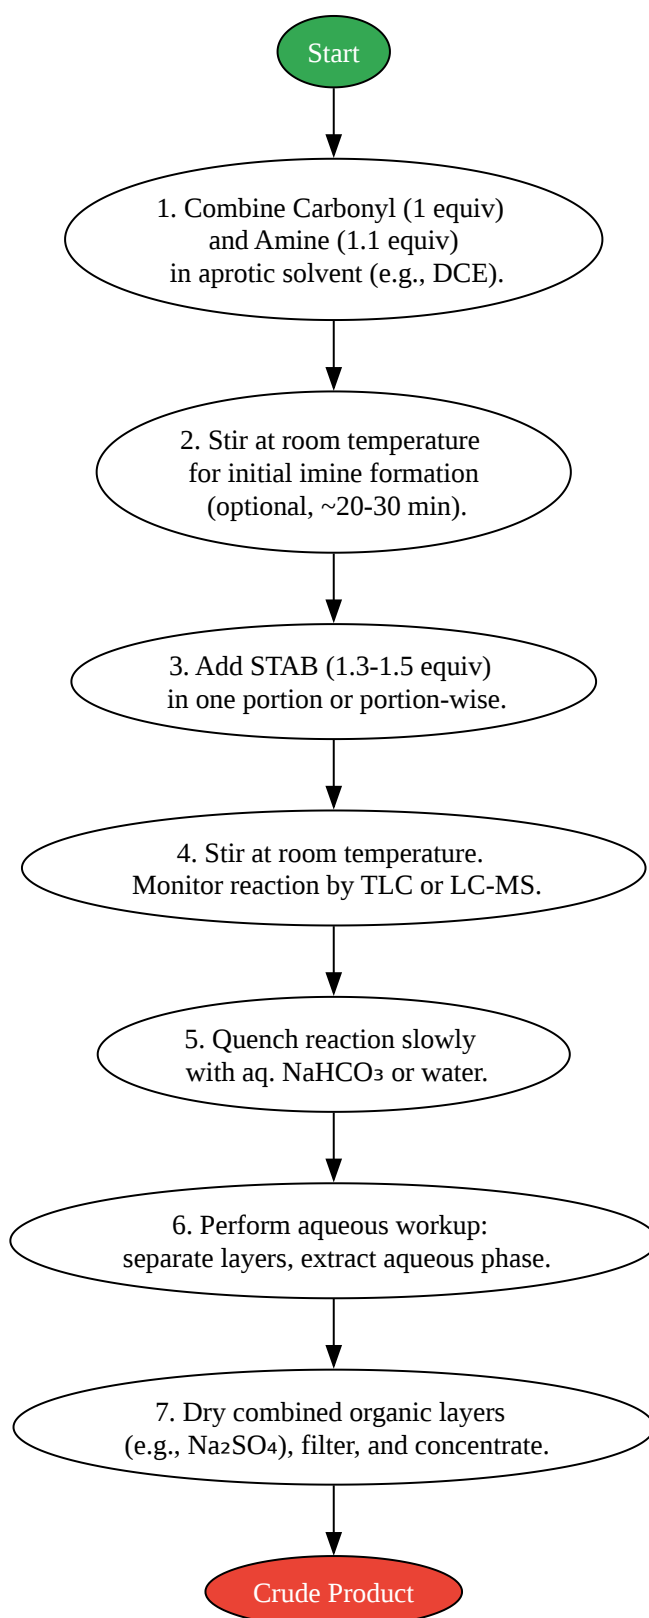 Start
1. Combine Carbonyl (1 equiv)
and Amine (1.1 equiv)
in aprotic solvent (e.g., DCE).
2. Stir at room temperature
for initial imine formation
(optional, ~20-30 min).
3. Add STAB (1.3-1.5 equiv)
in one portion or portion-wise.
4. Stir at room temperature.
Monitor reaction by TLC or LC-MS.
5. Quench reaction slowly
with aq. NaHCO₃ or water.
6. Perform aqueous workup:
separate layers, extract aqueous phase.
7. Dry combined organic layers
(e.g., Na₂SO₄), filter, and concentrate.
Crude Product